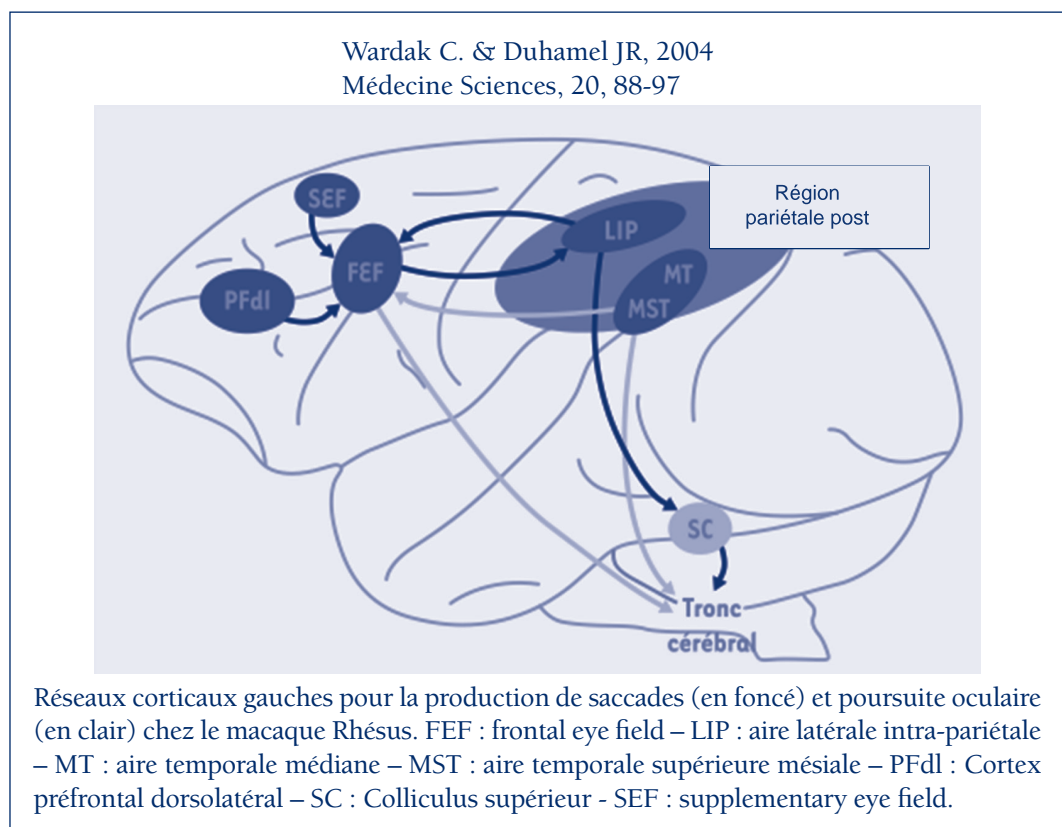 Wardak C. & Duhamel JR, 2004
Médecine Sciences, 20, 88-97
Région
pariétale post
SEF
LIP
FEF
MT
PFdl
MST
SC
Tronc
cérébral
Réseaux corticaux gauches pour la production de saccades (en foncé) et poursuite oculaire
(en clair) chez le macaque Rhésus. FEF : frontal eye field – LIP : aire latérale intra-pariétale
– MT : aire temporale médiane – MST : aire temporale supérieure mésiale – PFdl : Cortex
préfrontal dorsolatéral – SC : Colliculus supérieur - SEF : supplementary eye field.